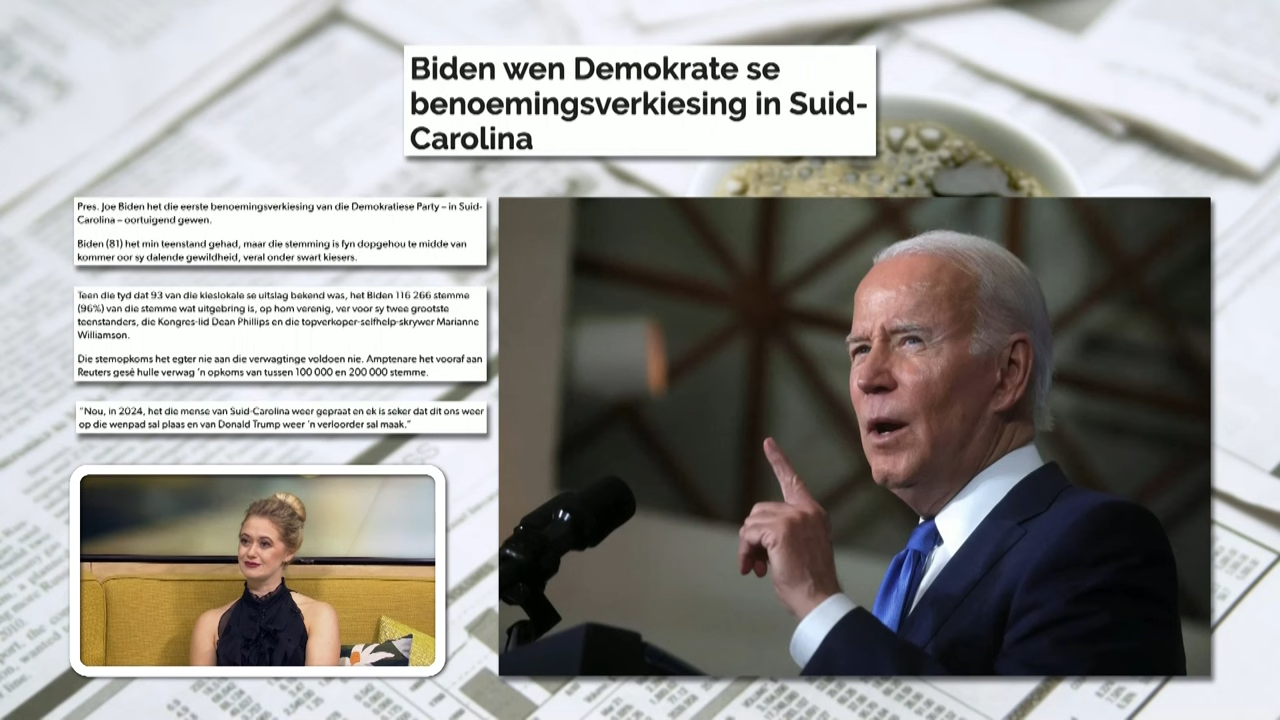 Biden wen Demokrate se
benoemingsverkiesing in Suid-
Carolina
Pres. Joe Biden het die eerste benoemingsverkiesing van die Demokratiese Party – in Suid-
Carolina – oortuigend gewen.
Biden (81) het min teenstand gehad, maar die stemming is fyn dopgehou te midde van
kommer oor sy dalende gewildheid, veral onder swart kiesers.
Teen die tyd dat 93 van die kieslokale se uitslag bekend was, het Biden 116 266 stemme
(96%) van die stemme wat uitgebring is, op hom verenig, ver voor sy twee grootste
teenstanders, die Kongres-lid Dean Phillips en die topverkoper-selfhelp-skrywer Marianne
Williamson.
Die stemopkoms het egter nie aan die verwagtinge voldoen nie. Amptenare het vooraf aan
Reuters gesê hulle verwag 'n opkoms van tussen 100 000 en 200 000 stemme.
"Nou, in 2024, het die mense van Suid-Carolina weer gepraat en ek is seker dat dit ons weer
op die wenpad sal plaas en van Donald Trump weer 'n verloorder sal maak."